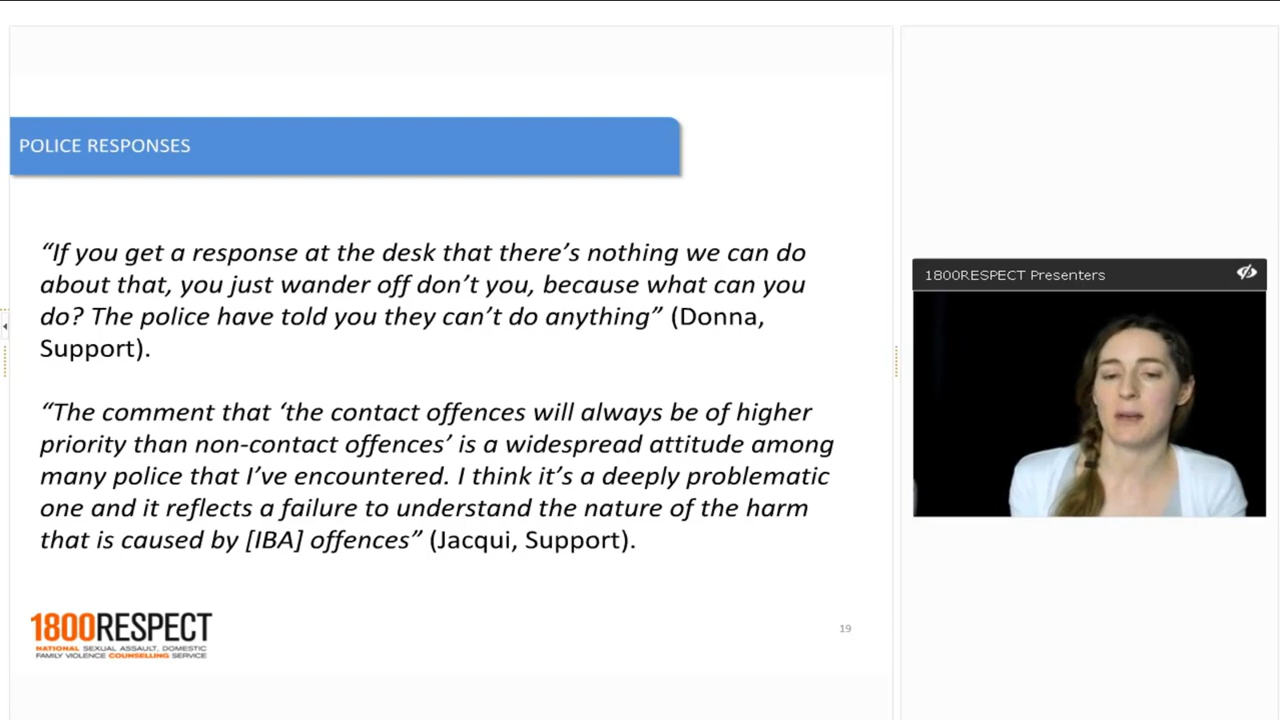 POLICE RESPONSES
“If you get a response at the desk that there’s nothing we can do
about that, you just wander off don’t you, because what can you
do? The police have told you they can’t do anything” (Donna,
Support).
“The comment that ‘the contact offences will always be of higher
priority than non-contact offences’ is a widespread attitude among
many police that I’ve encountered. I think it’s a deeply problematic
one and it reflects a failure to understand the nature of the harm
that is caused by [IBA] offences” (Jacqui, Support).
1800RESPECT
NATIONAL SEXUAL ASSAULT, DOMESTIC
FAMILY VIOLENCE COUNSELLING SERVICE
19
1800RESPECT Presenters